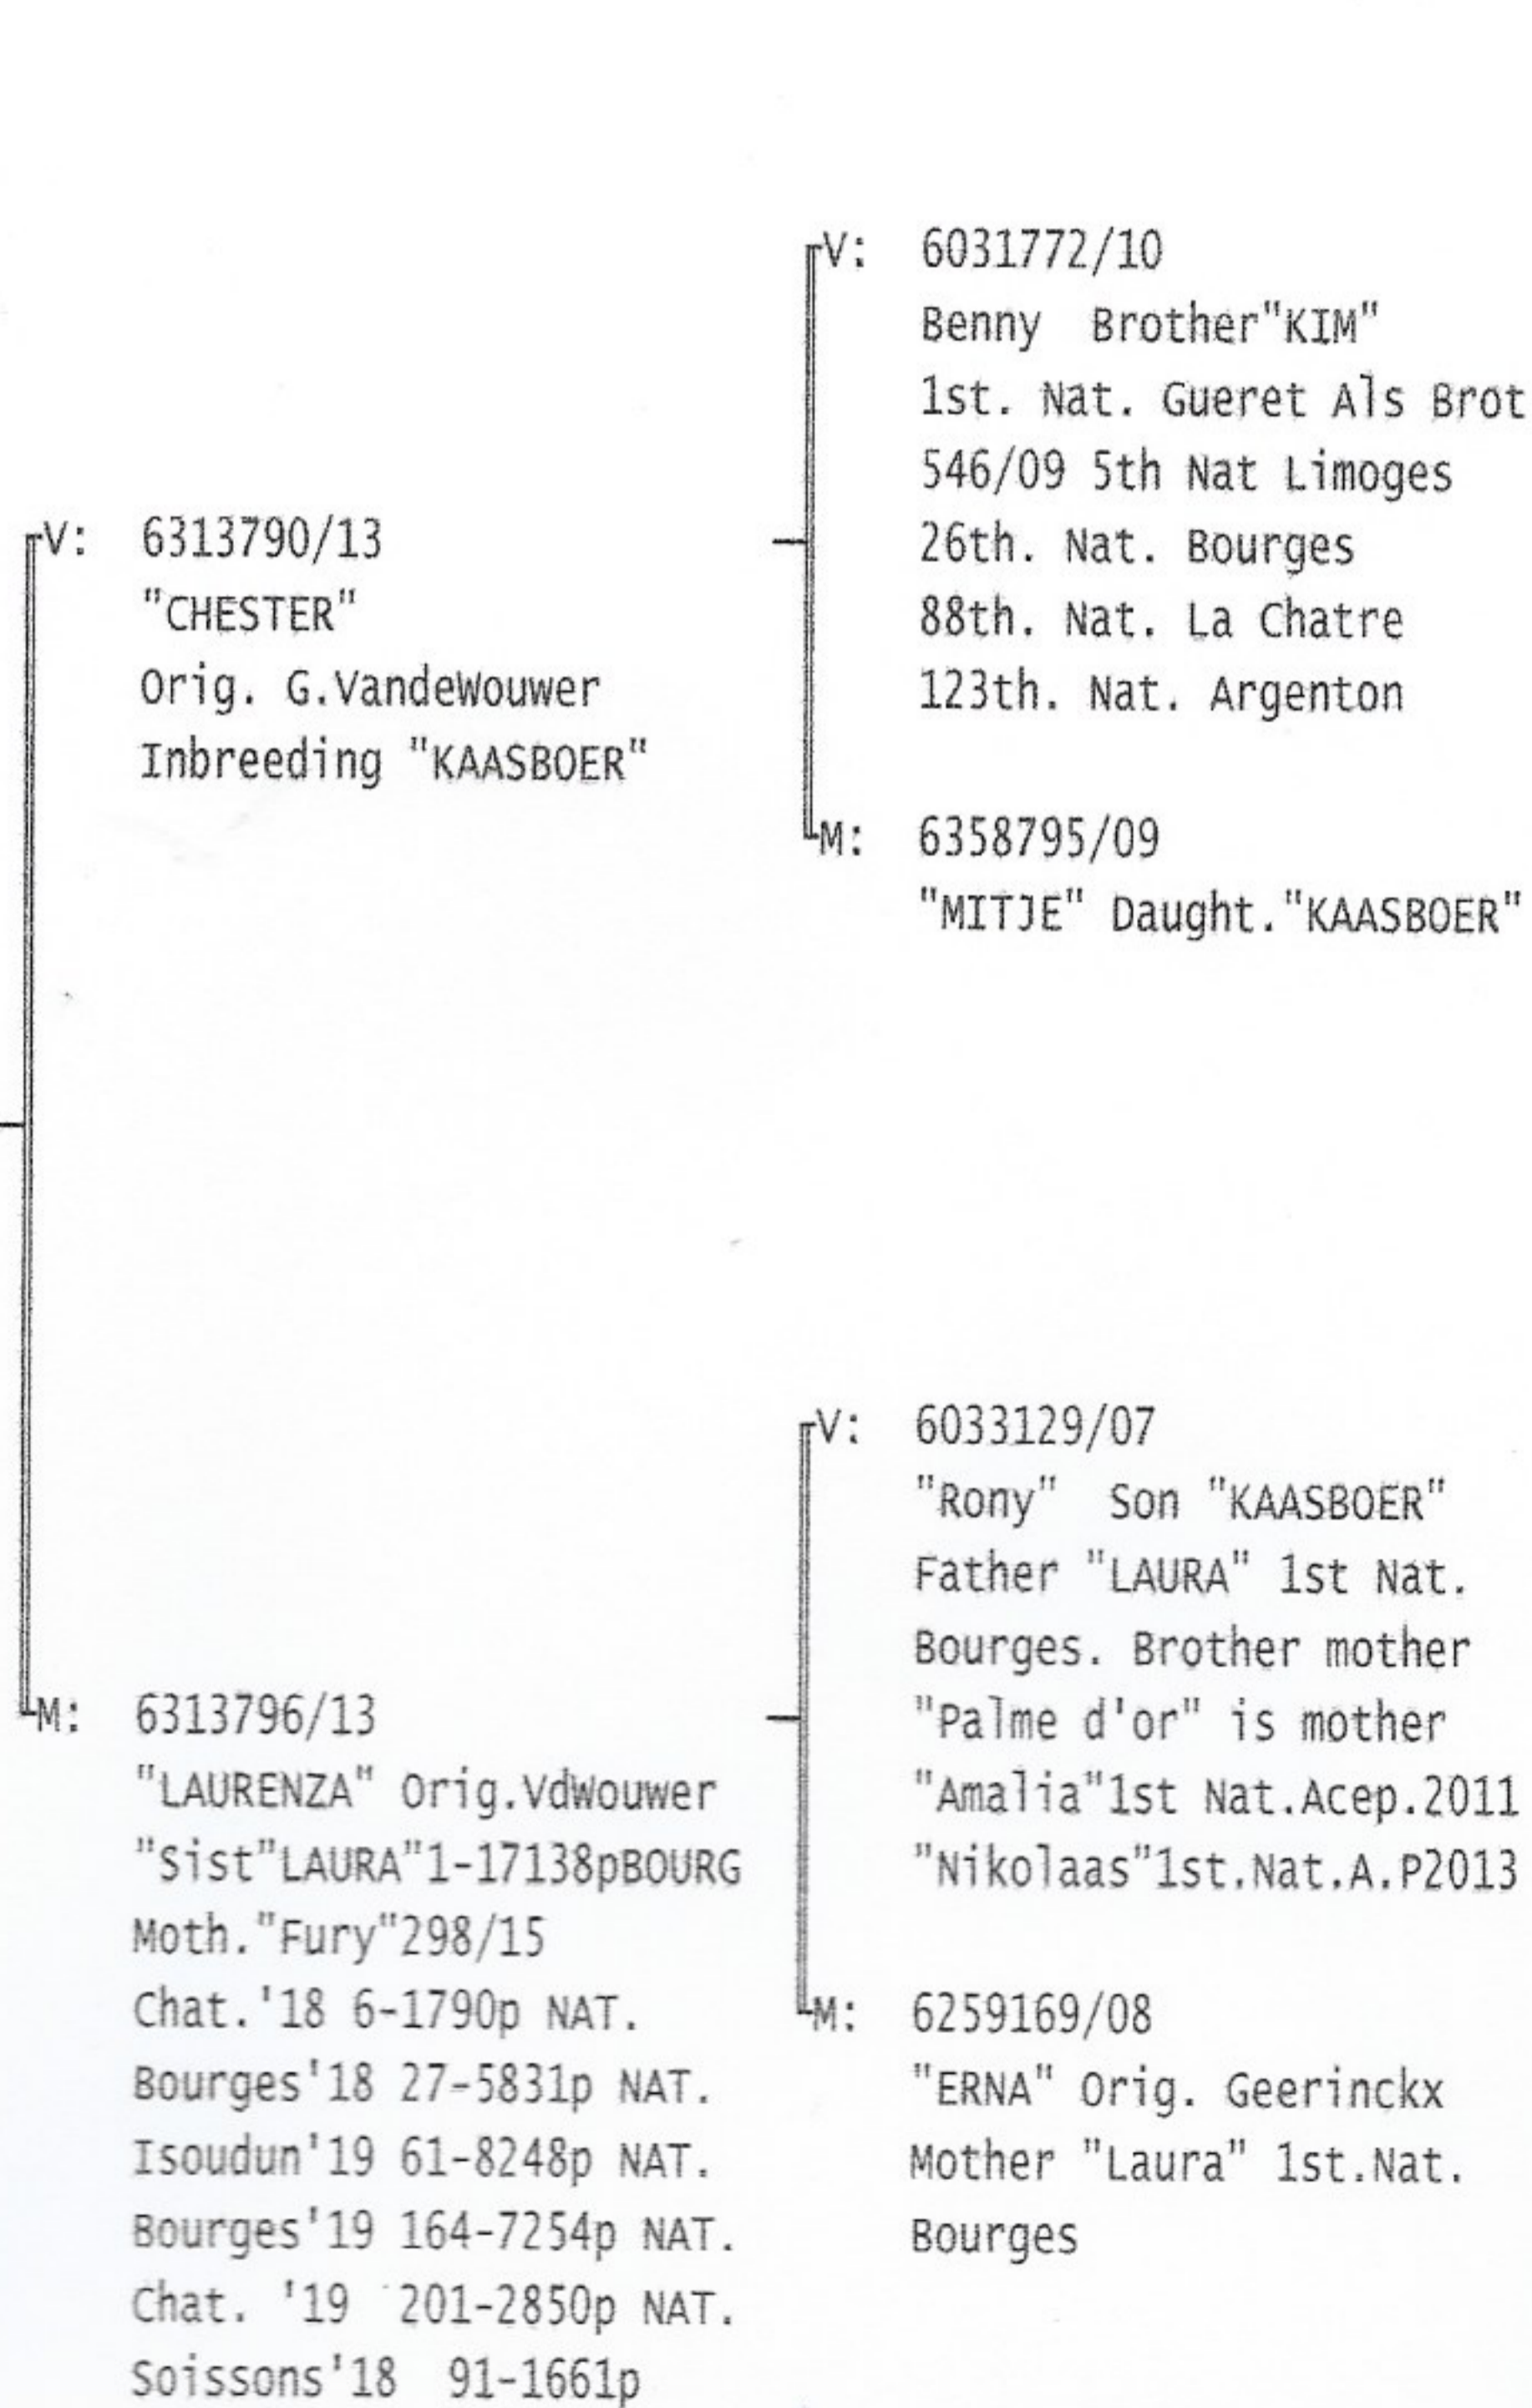 V: 6313790/13
"CHESTER"
Orig. G.VandeWouwer
Inbreeding "KAASBOER"
V: 6031772/10
Benny Brother"KIM"
1st. Nat. Gueret Als Brot
546/09 5th Nat Limoges
26th. Nat. Bourges
88th. Nat. La Chatre
123th. Nat. Argenton
M: 6358795/09
"MITJE" Daught."KAASBOER"
M: 6313796/13
"LAURENZA" Orig.VdWouwer
"Sist"LAURA"1-17138pBOURG
Moth."Fury"298/15
Chat.'18 6-1790p NAT.
Bourges'18 27-5831p NAT.
Isoudun'19 61-8248p NAT.
Bourges'19 164-7254p NAT.
Chat. '19 201-2850p NAT.
Soissons'18 91-1661p
V: 6033129/07
"Rony" Son "KAASBOER"
Father "LAURA" 1st Nat.
Bourges. Brother mother
"Palme d'or" is mother
"Amalia"1st Nat.Acep.2011
"Nikolaas"1st.Nat.A.P2013
M: 6259169/08
"ERNA" Orig. Geerinckx
Mother "Laura" 1st.Nat.
Bourges